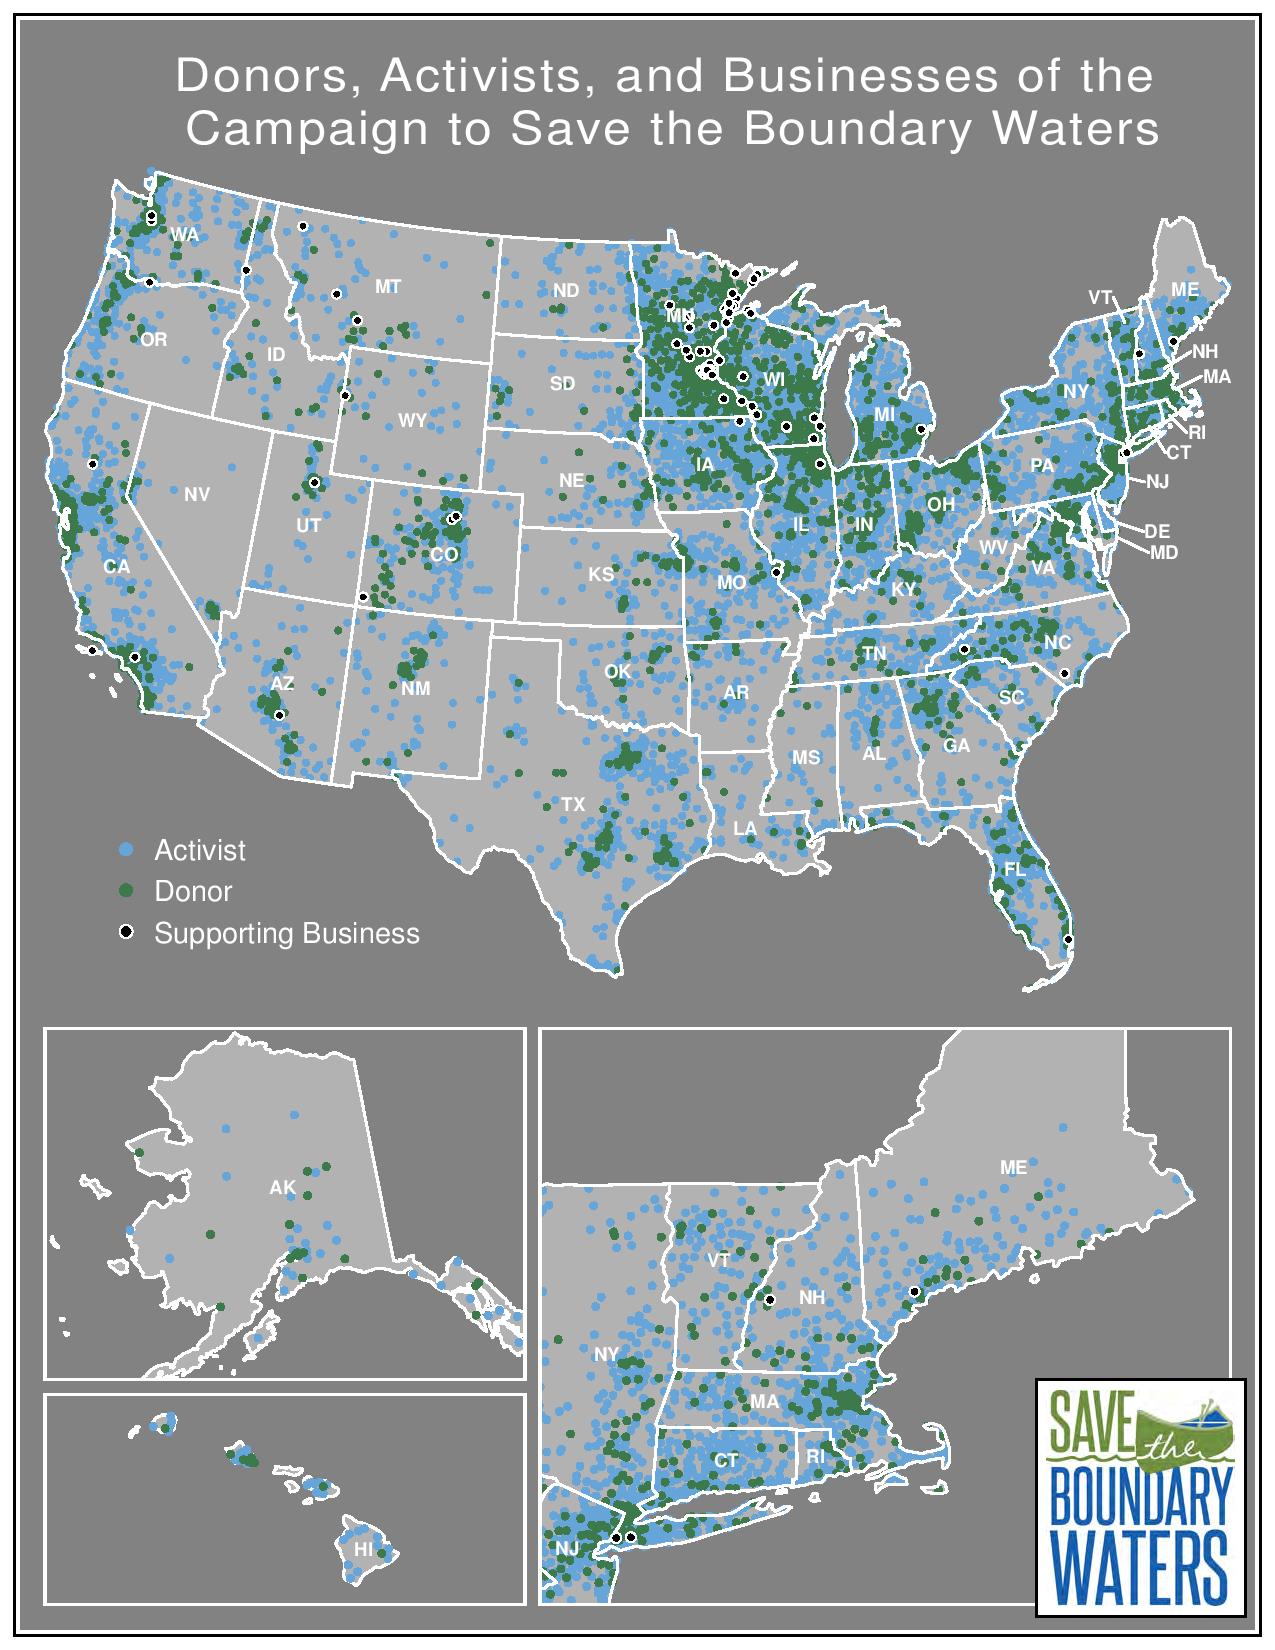 Donors, Activists, and Businesses of the
Campaign to Save the Boundary Waters
WA
MT
ND
MN
VT
ME
OR
ID
SD
WI
NH
MA
WY
MI
NY
RI
CT
NV
NE
IA
PA
NJ
UT
CO
IL
IN
OH
DE
MD
CA
KS
MO
WV
VA
KY
AZ
NM
OK
AR
TN
NC
SC
MS
AL
GA
TX
LA
FL
Activist
Donor
Supporting Business
AK
ME
VT
NH
NY
MA
CT
RI
NJ
HI
SAVE
the
BOUNDARY
WATERS